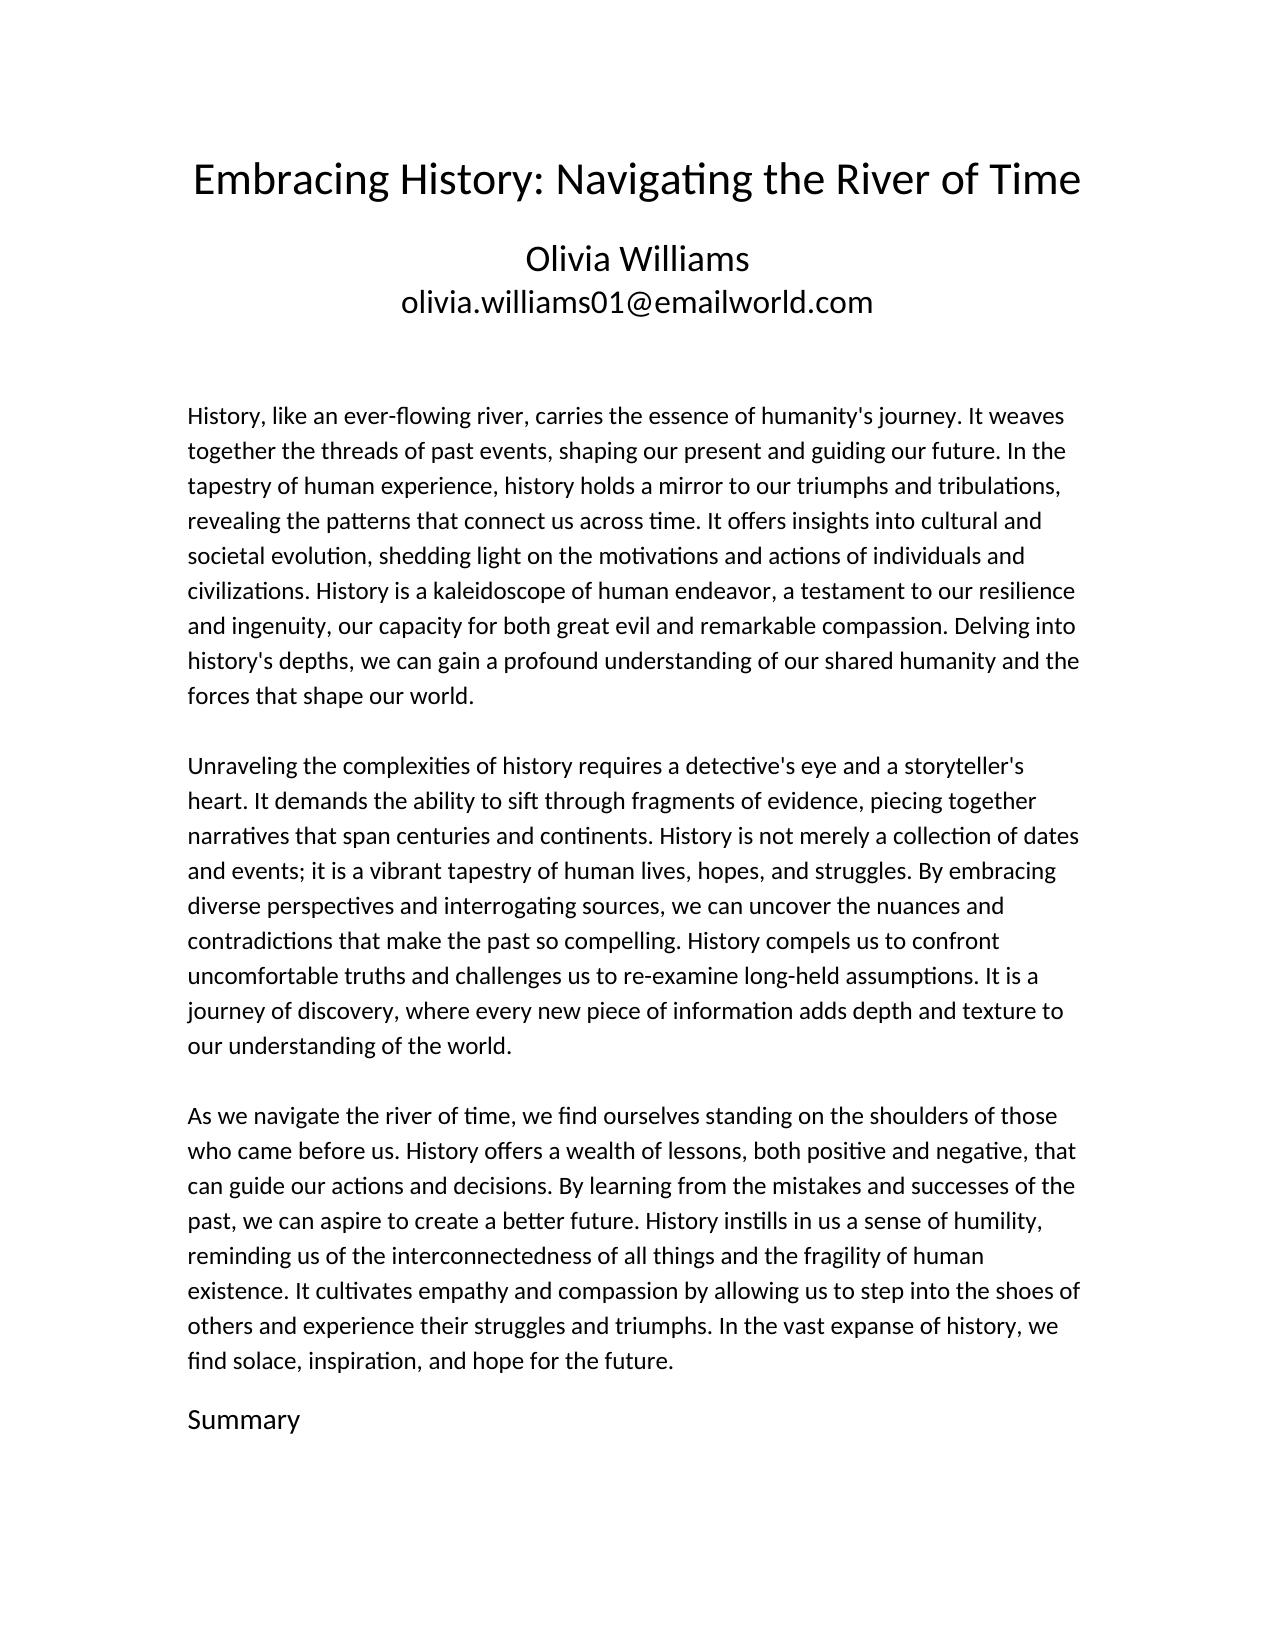 Embracing History: Navigating the River of Time
Olivia Williams
olivia.williams01@emailworld.com
History, like an ever-flowing river, carries the essence of humanity's journey. It weaves
together the threads of past events, shaping our present and guiding our future. In the
tapestry of human experience, history holds a mirror to our triumphs and tribulations,
revealing the patterns that connect us across time. It offers insights into cultural and
societal evolution, shedding light on the motivations and actions of individuals and
civilizations. History is a kaleidoscope of human endeavor, a testament to our resilience
and ingenuity, our capacity for both great evil and remarkable compassion. Delving into
history's depths, we can gain a profound understanding of our shared humanity and the
forces that shape our world.
Unraveling the complexities of history requires a detective's eye and a storyteller's
heart. It demands the ability to sift through fragments of evidence, piecing together
narratives that span centuries and continents. History is not merely a collection of dates
and events; it is a vibrant tapestry of human lives, hopes, and struggles. By embracing
diverse perspectives and interrogating sources, we can uncover the nuances and
contradictions that make the past so compelling. History compels us to confront
uncomfortable truths and challenges us to re-examine long-held assumptions. It is a
journey of discovery, where every new piece of information adds depth and texture to
our understanding of the world.
As we navigate the river of time, we find ourselves standing on the shoulders of those
who came before us. History offers a wealth of lessons, both positive and negative, that
can guide our actions and decisions. By learning from the mistakes and successes of the
past, we can aspire to create a better future. History instills in us a sense of humility,
reminding us of the interconnectedness of all things and the fragility of human
existence. It cultivates empathy and compassion by allowing us to step into the shoes of
others and experience their struggles and triumphs. In the vast expanse of history, we
find solace, inspiration, and hope for the future.
Summary